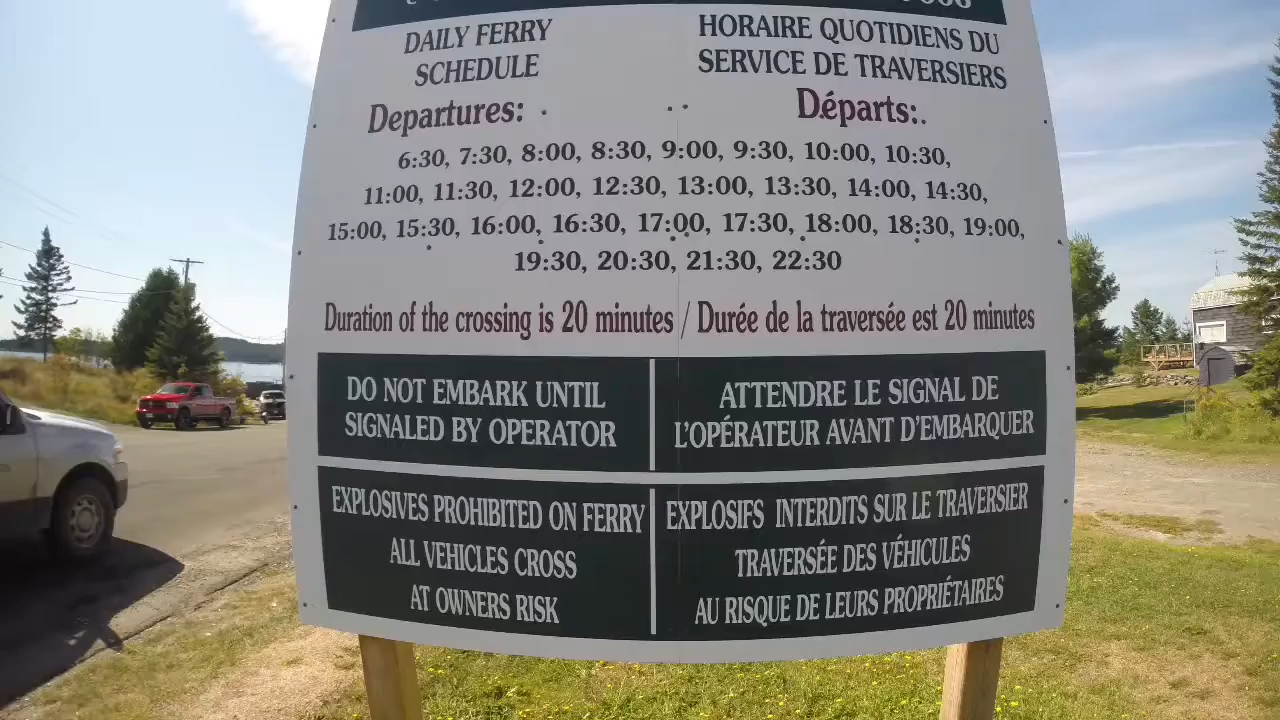 DAILY FERRY
SCHEDULE
HORAIRE QUOTIDIENS DU
SERVICE DE TRAVERSIERS
Departures:
Départs:
6:30, 7:30, 8:00, 8:30, 9:00, 9:30, 10:00, 10:30,
11:00, 11:30, 12:00, 12:30, 13:00, 13:30, 14:00, 14:30,
15:00, 15:30, 16:00, 16:30, 17:00, 17:30, 18:00, 18:30, 19:00,
19:30, 20:30, 21:30, 22:30
Duration of the crossing is 20 minutes / Durée de la traversée est 20 minutes
DO NOT EMBARK UNTIL
SIGNALED BY OPERATOR
ATTENDRE LE SIGNAL DE
L'OPÉRATEUR AVANT D'EMBARQUER
EXPLOSIVES PROHIBITED ON FERRY
ALL VEHICLES CROSS
AT OWNERS RISK
EXPLOSIFS INTERDITS SUR LE TRAVERSIER
TRAVERSÉE DES VÉHICULES
AU RISQUE DE LEURS PROPRIÉTAIRES